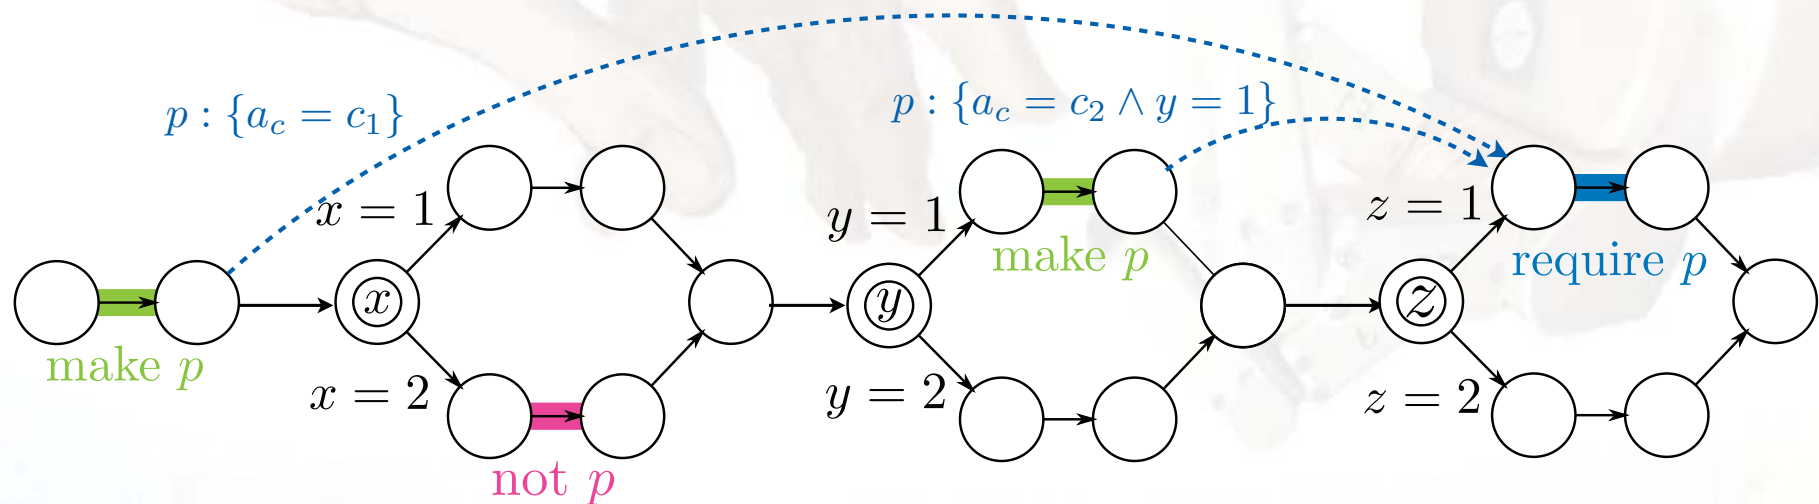 p : {a_c = c_1}
p : {a_c = c_2 ∧ y = 1}
x = 1
y = 1
z = 1
make p
require p
x
y
z
make p
x = 2
y = 2
z = 2
not p